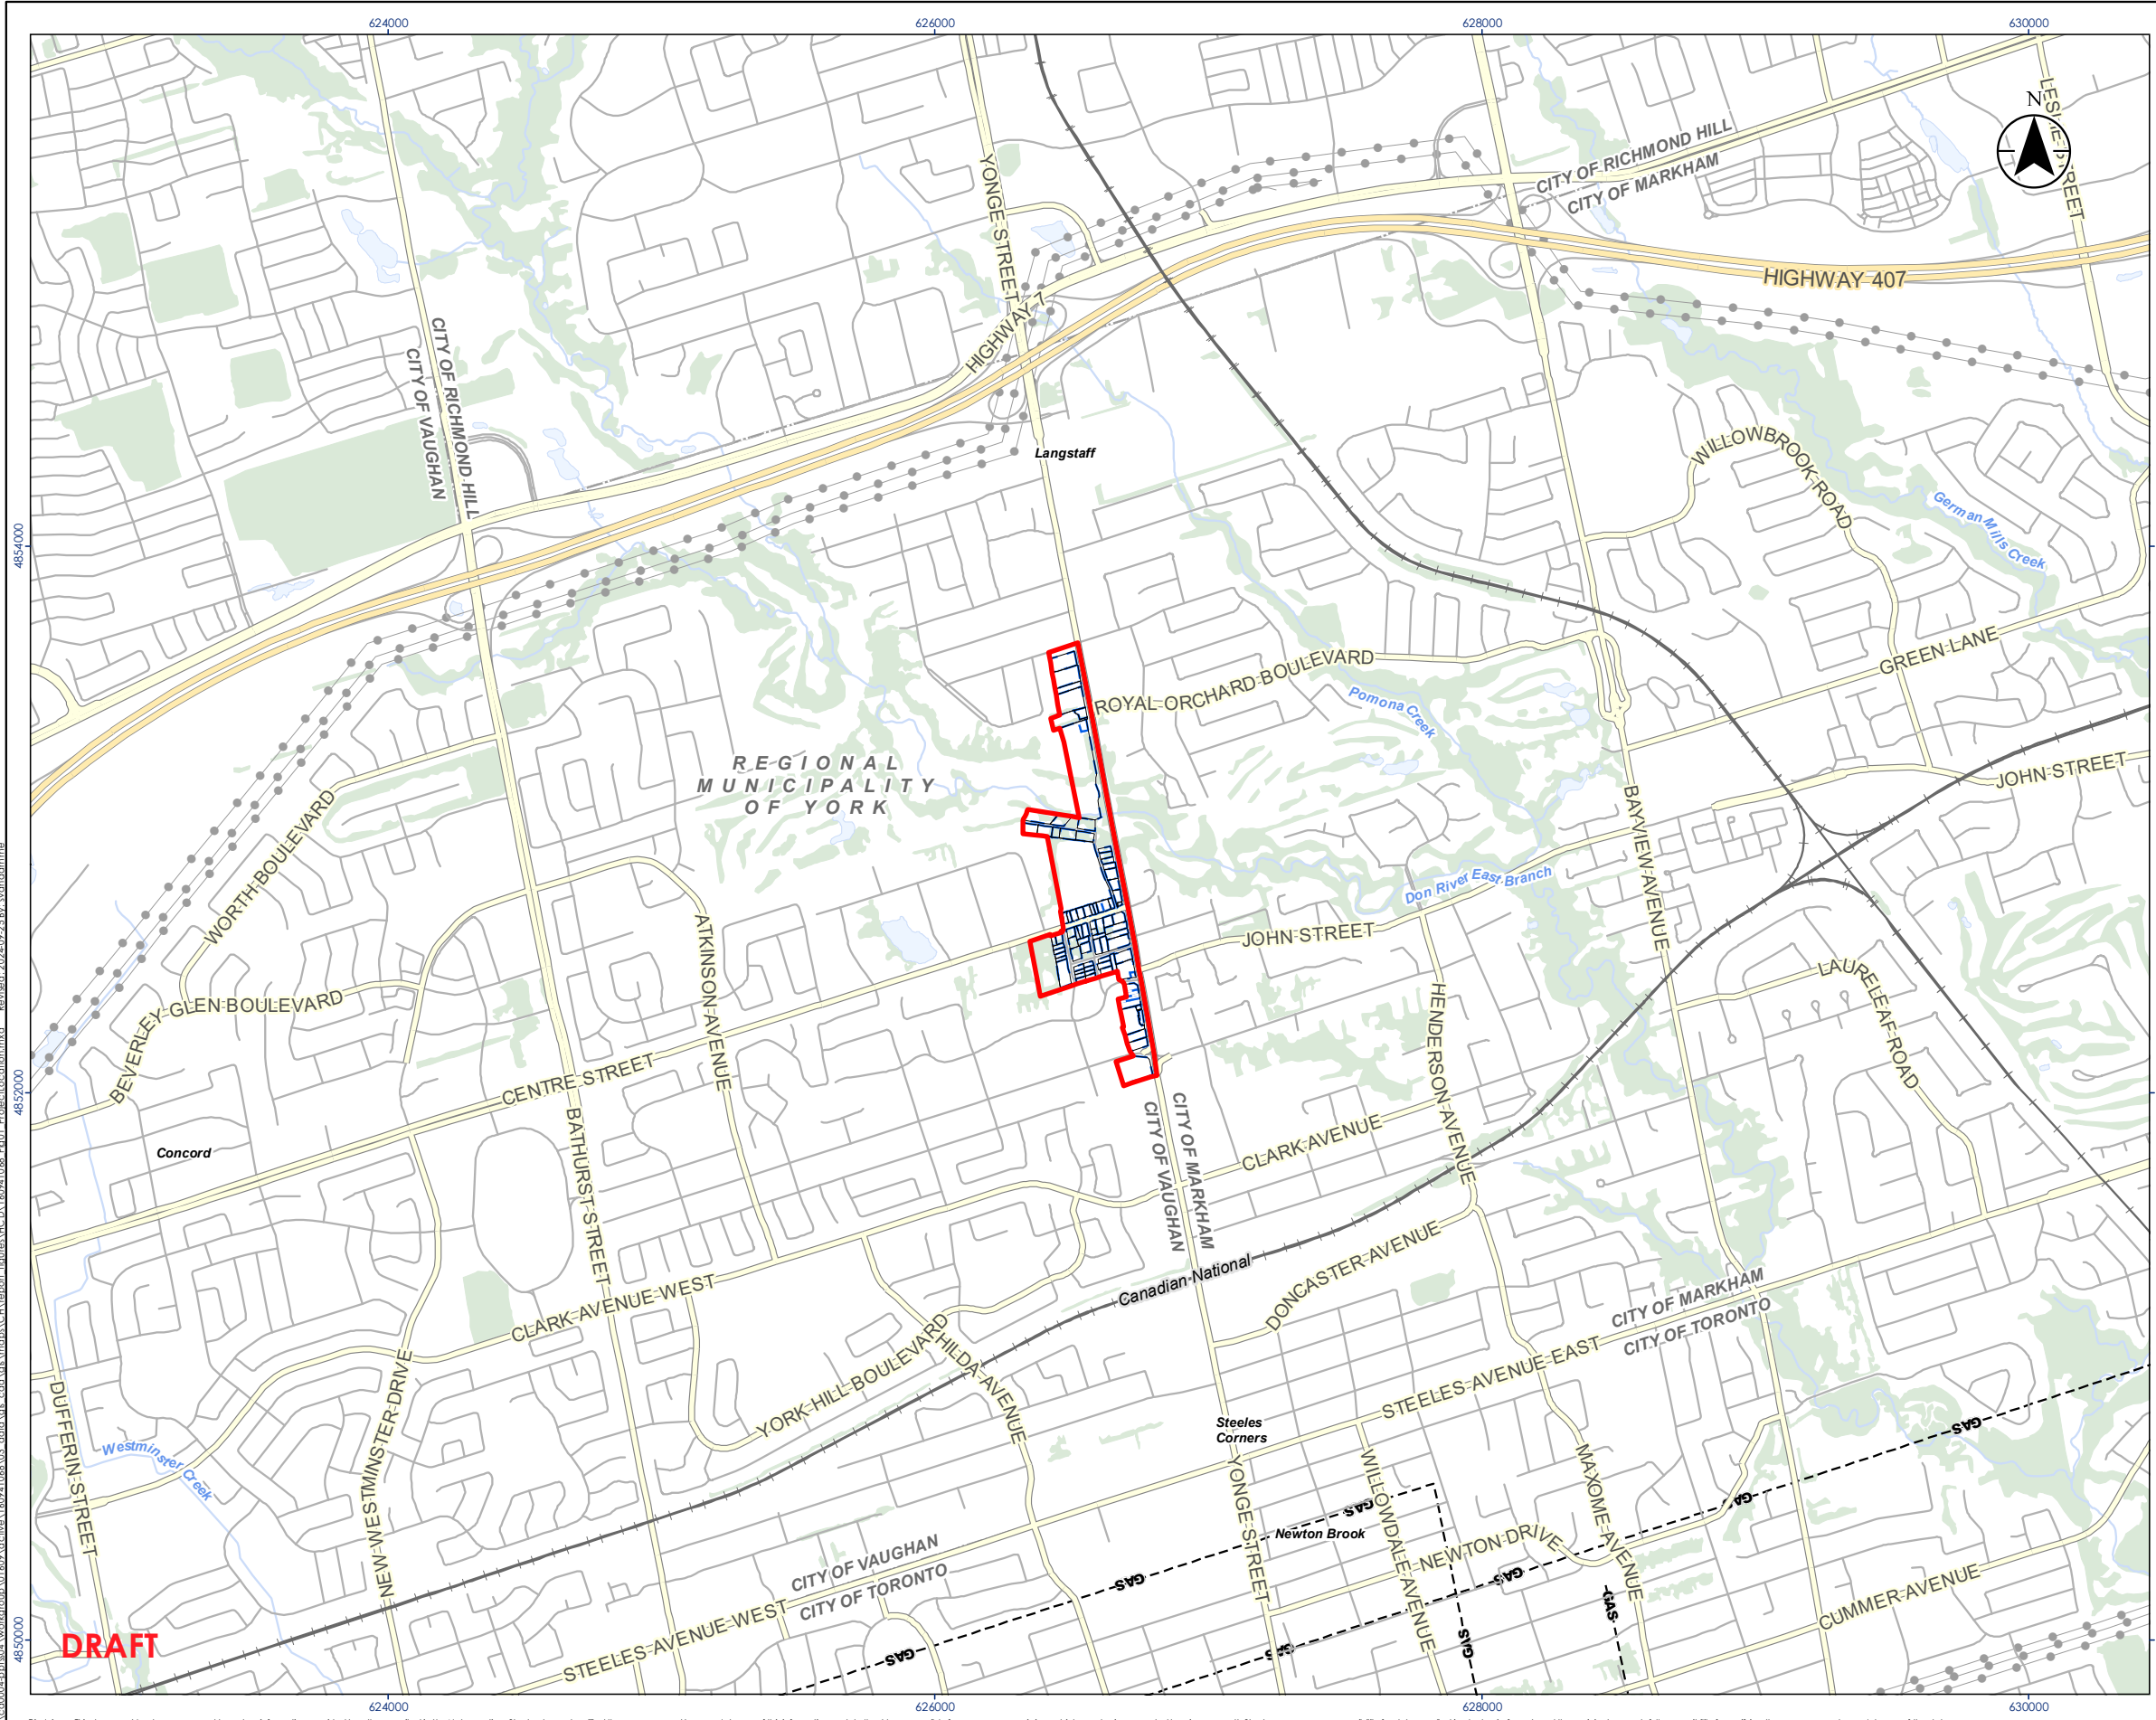 624000
626000
628000
630000
N
LESLIE STREET
CITY OF RICHMOND HILL
CITY OF MARKHAM
YONGE STREET
HIGHWAY 7
HIGHWAY 407
CITY OF RICHMOND HILL
CITY OF VAUGHAN
Langstaff
WILLOWBROOK ROAD
German Mills Creek
4854000
GREEN LANE
ROYAL ORCHARD BOULEVARD
Pomona Creek
REGIONAL
MUNICIPALITY
OF YORK
JOHN STREET
WORTH BOULEVARD
BAYVIEW AVENUE
Don River East Branch
ATKINSON AVENUE
JOHN STREET
LAURELEAF ROAD
BEVERLEY GLEN BOULEVARD
HENDERSON AVENUE
CENTRE STREET
4852000
BATHURST STREET
CITY OF MARKHAM
CITY OF VAUGHAN
CLARK AVENUE
Concord
Canadian National
DONCASTER AVENUE
CLARK AVENUE WEST
CITY OF MARKHAM
CITY OF TORONTO
YORK HILL BOULEVARD
HILDA AVENUE
STEELES AVENUE EAST
NEW WESTMINSTER DRIVE
DUFFERIN STREET
Westminster Creek
Steeles
Corners
GAS
YONGE STREET
WILLOWDALE AVENUE
MAXOME AVENUE
GAS
GAS
Newton Brook
NEWTON DRIVE
CITY OF VAUGHAN
CITY OF TORONTO
GAS
GAS
GAS
CUMMER AVENUE
STEELES AVENUE WEST
GAS
GAS
GAS
4850000
DRAFT
624000
626000
628000
630000